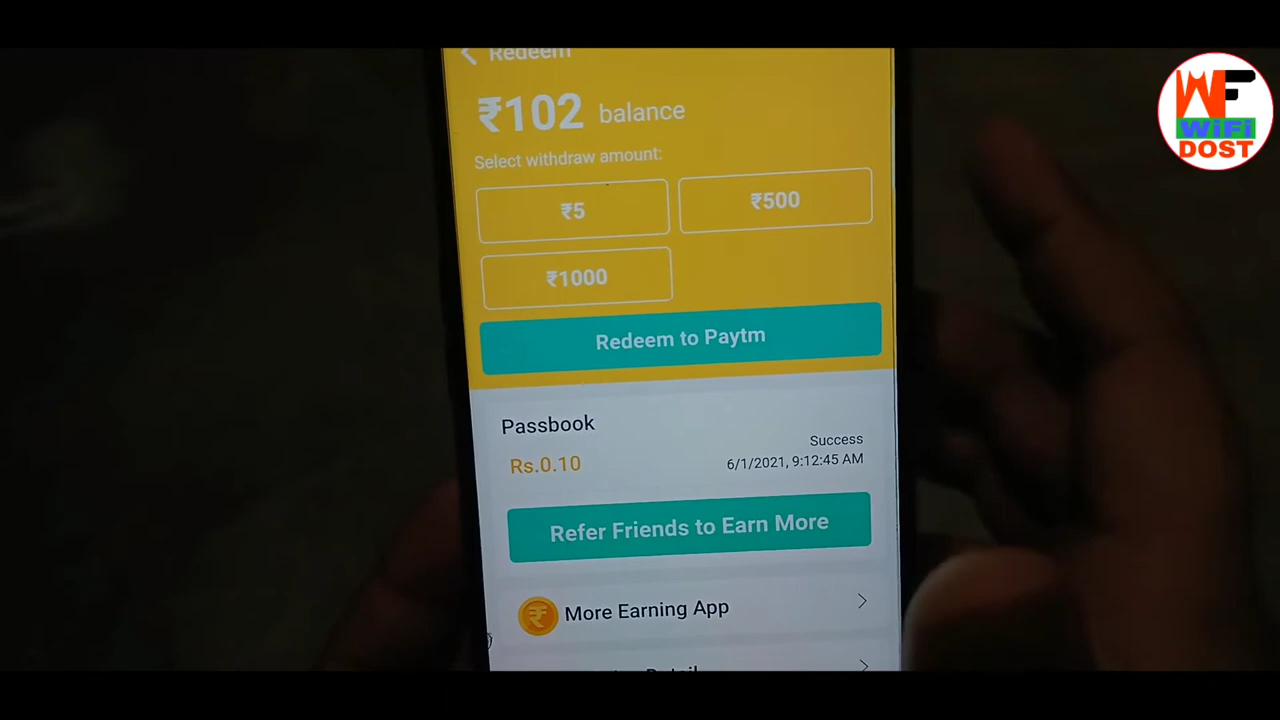 Redeem
₹102 balance
Select withdraw amount:
₹5
₹500
₹1000
Redeem to Paytm
Passbook
Success
Rs.0.10
6/1/2021, 9:12:45 AM
Refer Friends to Earn More
More Earning App
WF
WiFi
DOST